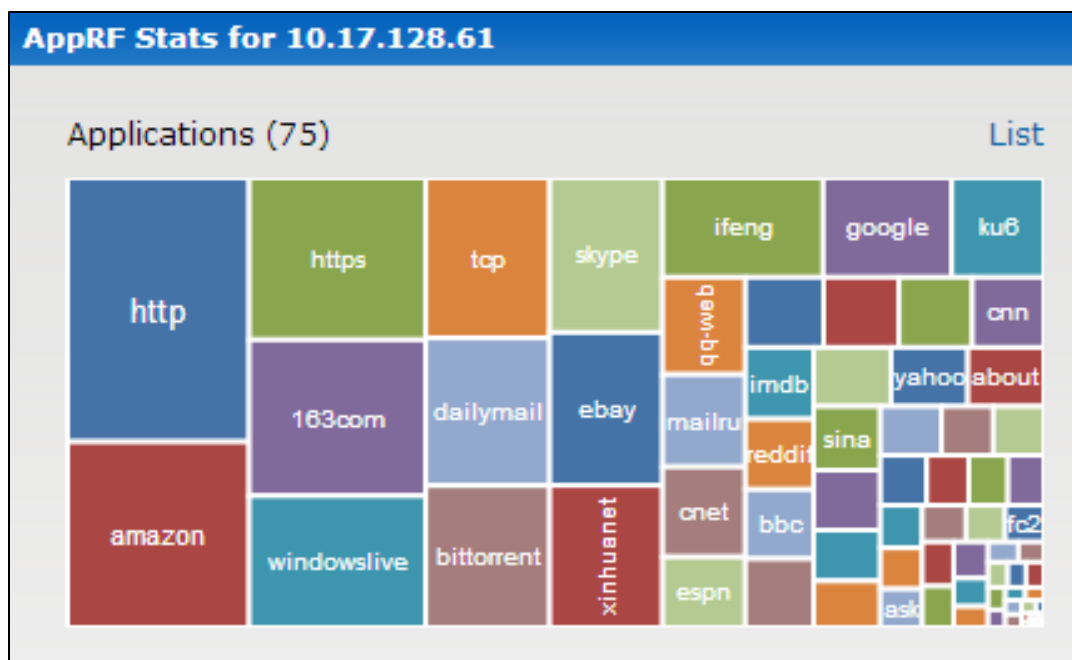 AppRF Stats for 10.17.128.61
Applications (75)
List
http
amazon
https
163com
windowslive
tcp
dailymail
bittorrent
skype
ebay
xinhuanet
ifeng
google
ku6
qq-web
cnn
mailru
imdb
yahoo
about
reddit
sina
cnet
bbc
fc2
espn
ask